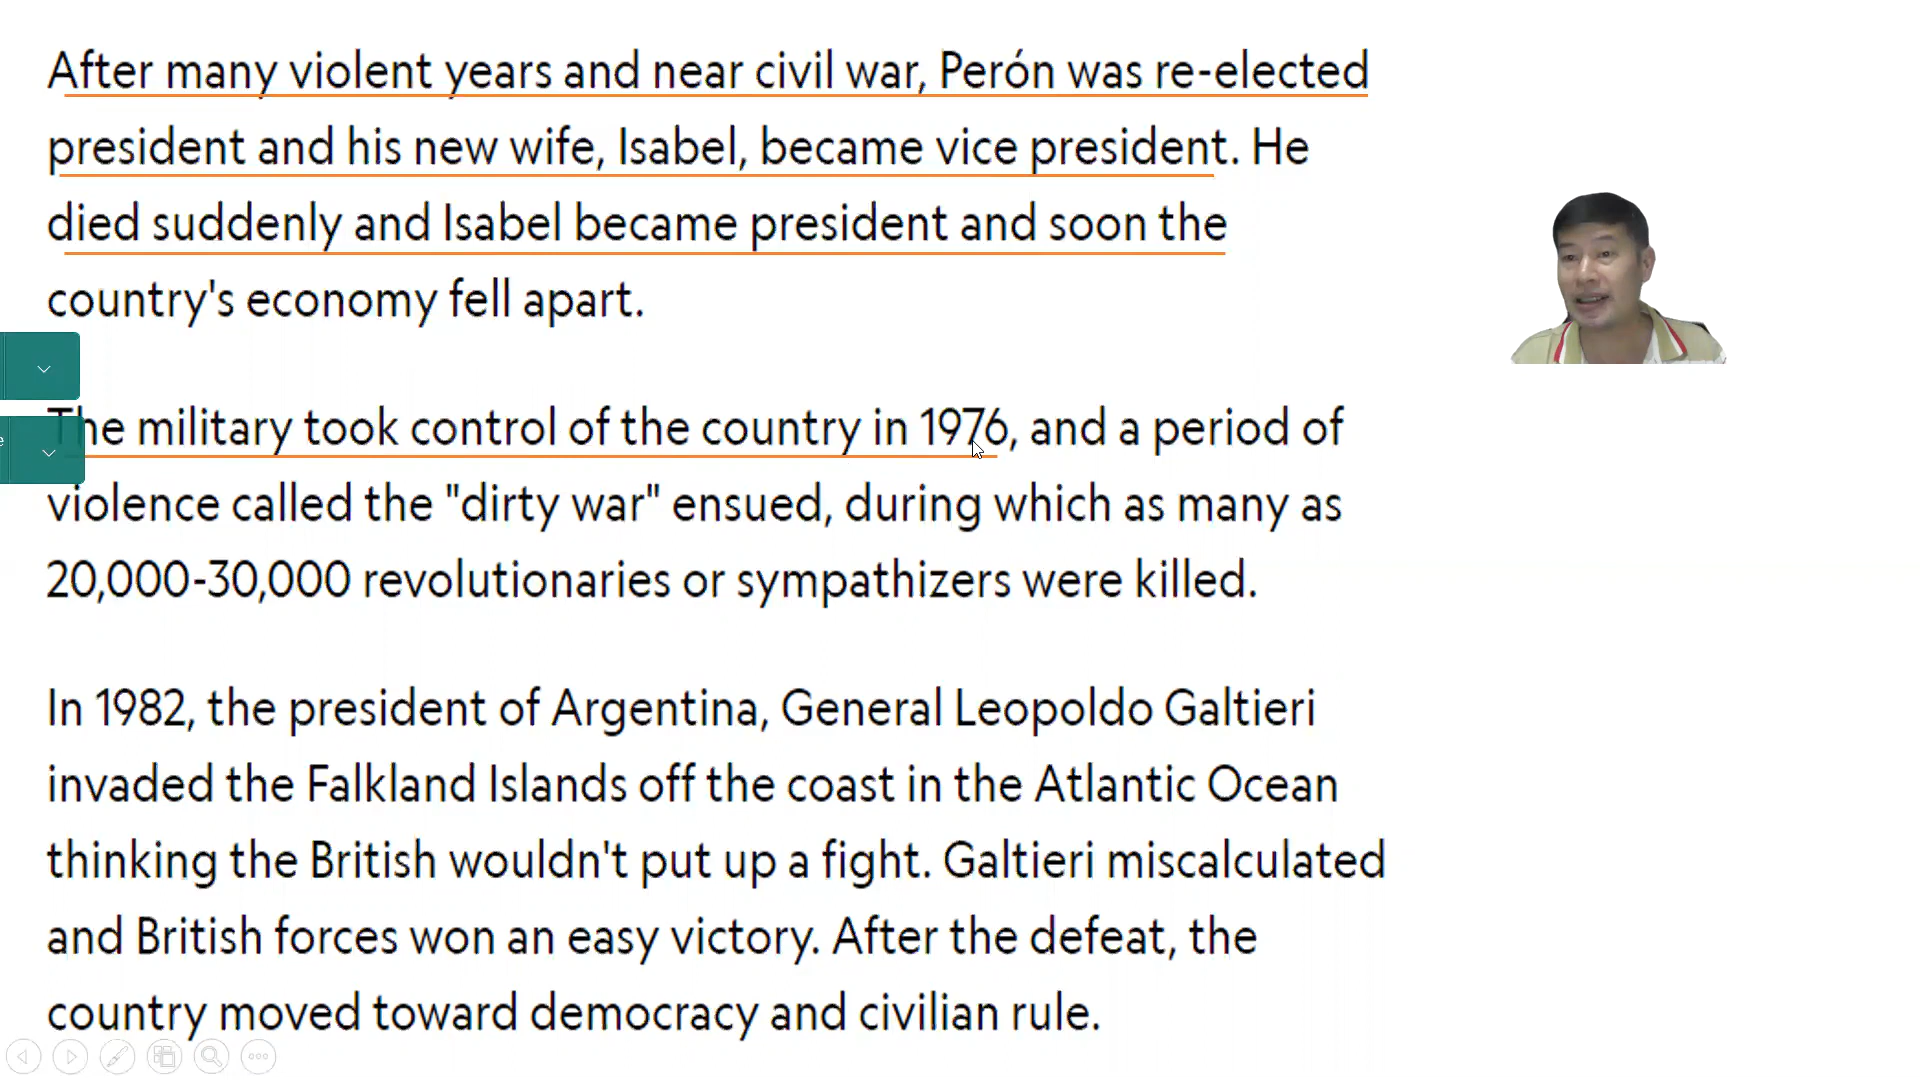 After many violent years and near civil war, Perón was re-elected
president and his new wife, Isabel, became vice president. He
died suddenly and Isabel became president and soon the
country's economy fell apart.
The military took control of the country in 1976, and a period of
e
violence called the "dirty war" ensued, during which as many as
20,000-30,000 revolutionaries or sympathizers were killed.
In 1982, the president of Argentina, General Leopoldo Galtieri
invaded the Falkland Islands off the coast in the Atlantic Ocean
thinking the British wouldn't put up a fight. Galtieri miscalculated
and British forces won an easy victory. After the defeat, the
country moved toward democracy and civilian rule.